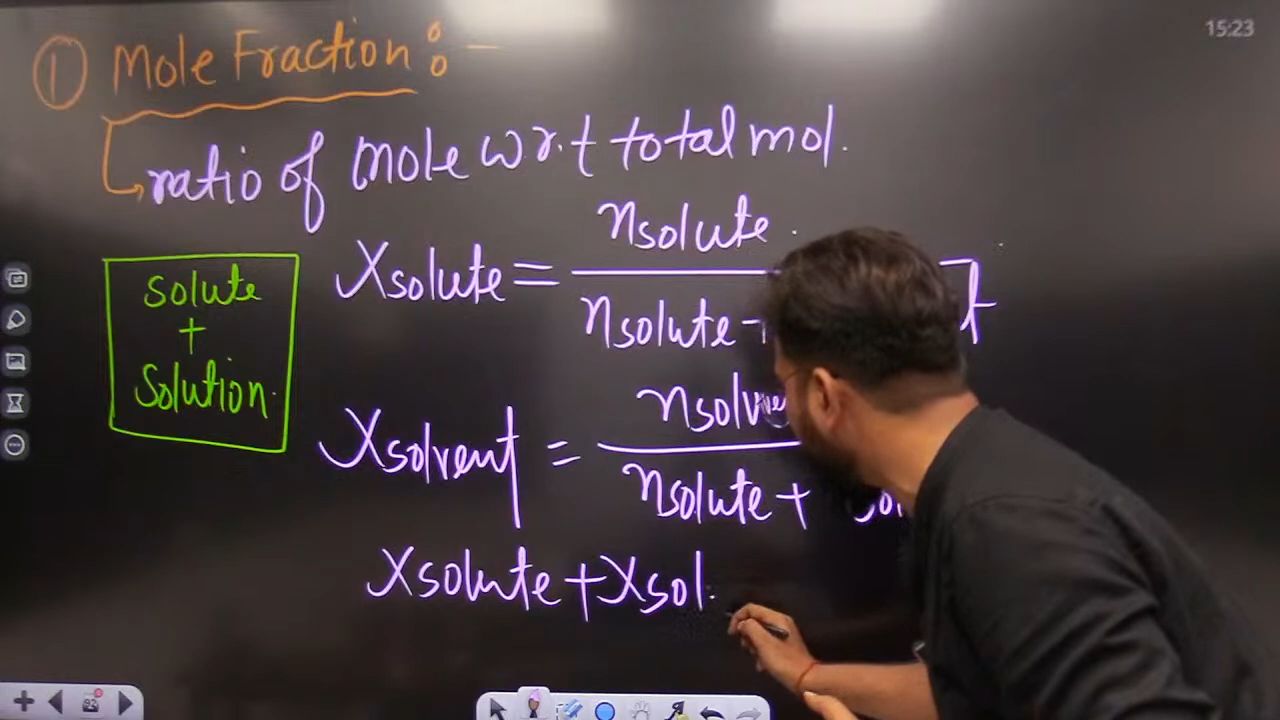 15:23
① Mole Fraction :-
ratio of mole w.r.t total mol.
nsolute
Xsolute =
nsolute +
solute
+
Solution.
Xsolvent =
nsolute +
Xsolute + Xsol
92